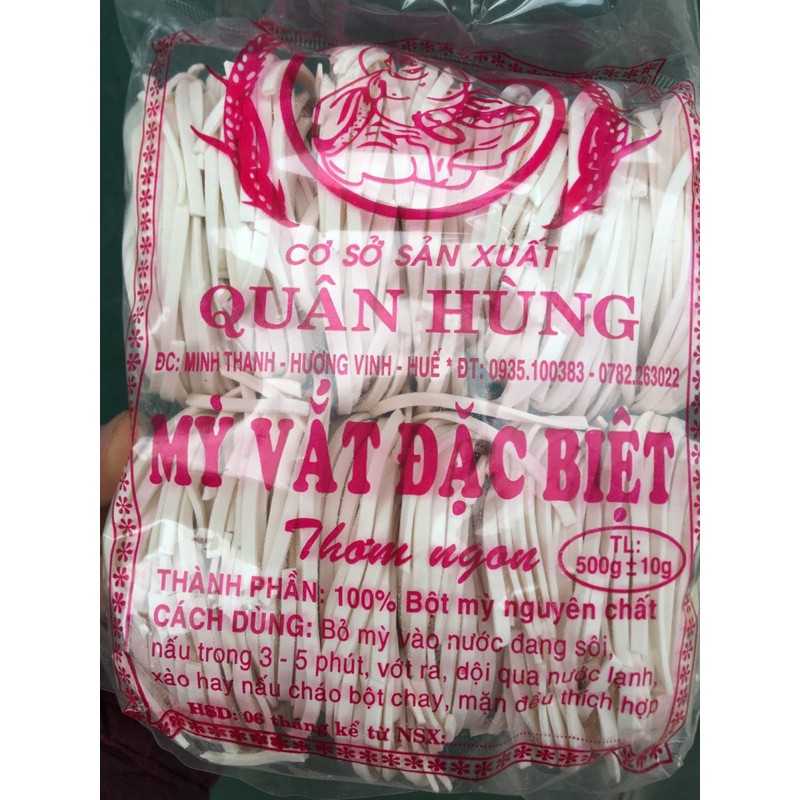 CƠ SỞ SẢN XUẤT
QUÂN HÙNG
ĐC: MINH THANH - HƯƠNG VINH - HUẾ * ĐT: 0935.100383 - 0782.263022
MỲ VẮT ĐẶC BIỆT
Thơm ngon
TL:
500g ± 10g
THÀNH PHẦN: 100% Bột mỳ nguyên chất
CÁCH DÙNG: Bỏ mỳ vào nước đang sôi,
nấu trong 3 - 5 phút, vớt ra, dội qua nước lạnh,
xào hay nấu cháo bột chay, mặn đều thích hợp
HSD: 06 tháng kể từ NSX: